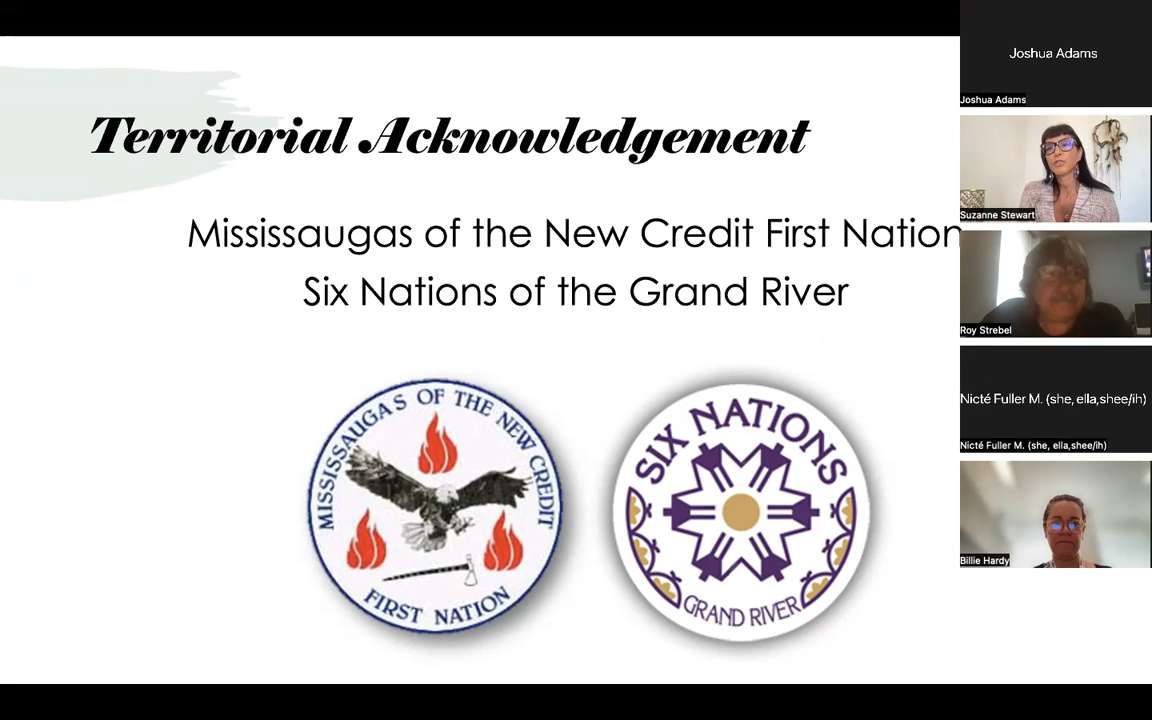 Territorial Acknowledgement
Mississaugas of the New Credit First Nation
Six Nations of the Grand River
MISSISSAUGAS OF THE NEW CREDIT
FIRST NATION
SIX NATIONS
GRAND RIVER
Joshua Adams
Joshua Adams
Suzanne Stewart
Roy Strebel
Nicté Fuller M. (she, ella,shee/ih)
Nicté Fuller M. (she, ella,shee/ih)
Billie Hardy